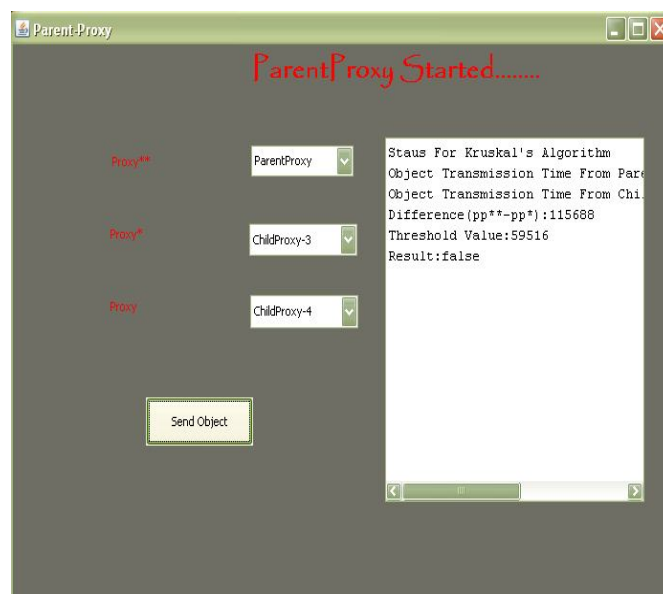 Parent-Proxy
ParentProxy Started........
Proxy**
ParentProxy
Proxy*
ChildProxy-3
Proxy
ChildProxy-4
Send Object
Staus For Kruskal's Algorithm
Object Transmission Time From Pare
Object Transmission Time From Chi
Difference(pp**-pp*):115688
Threshold Value:59516
Result:false